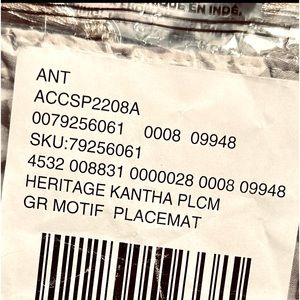 EN INDE.
ANT
ACCSP2208A
0079256061 0008 09948
SKU:79256061
4532 008831 0000028 0008 09948
HERITAGE KANTHA PLCM
GR MOTIF PLACEMAT